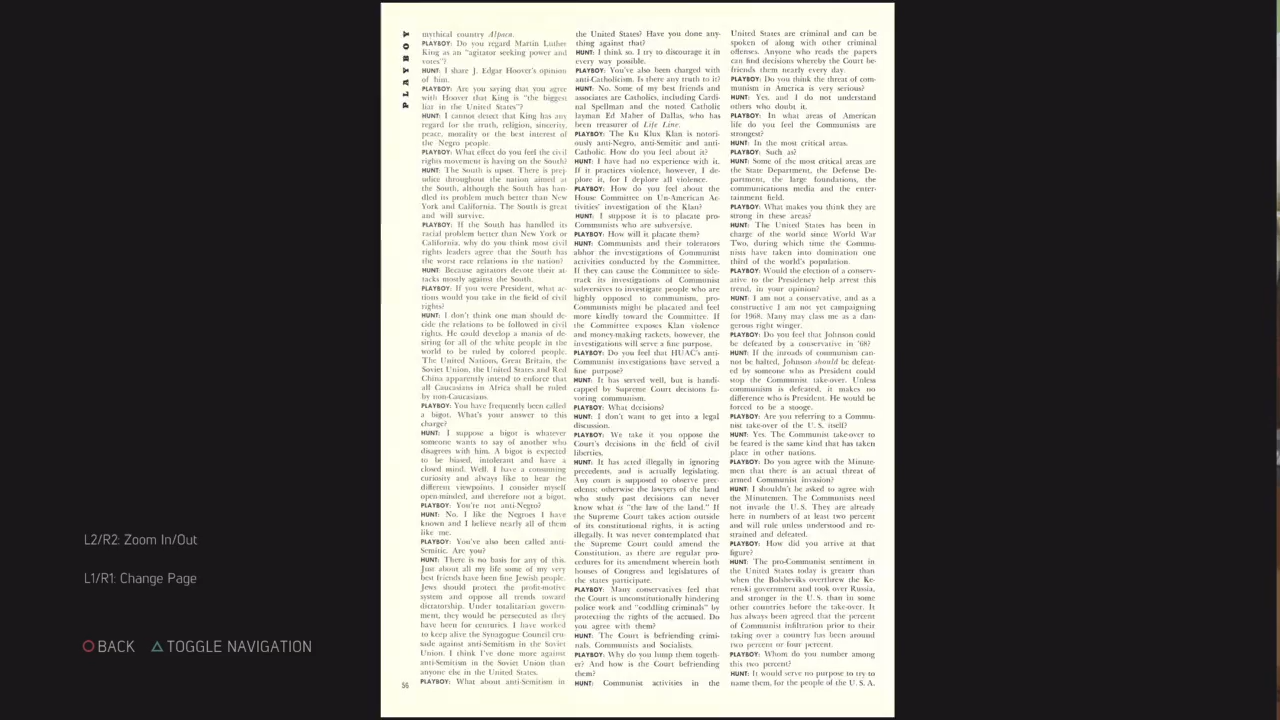 PLAYBOY
mythical country Alpaca.
PLAYBOY: Do you regard Martin Luther
King as an "agitator seeking power and
votes"?
HUNT: I share J. Edgar Hoover's opinion
of him.
PLAYBOY: Are you saying that you agree
with Hoover that King is "the biggest
liar in the United States"?
HUNT: I cannot detect that King has any
regard for the truth, religion, sincerity,
peace, morality or the best interest of
the Negro people.
PLAYBOY: What effect do you feel the civil
rights movement is having on the South?
HUNT: The South is upset. There is prej-
udice throughout the nation aimed at
the South, although the South has han-
dled its problem much better than New
York and California. The South is great
and will survive.
PLAYBOY: If the South has handled its
racial problem better than New York or
California, why do you think most civil
rights leaders agree that the South has
the worst race relations in the nation?
HUNT: Because agitators devote their at-
tacks mostly against the South.
PLAYBOY: If you were President, what ac-
tions would you take in the field of civil
rights?
HUNT: I don't think one man should de-
cide the relations to be followed in civil
rights. He could develop a mania of de-
siring for all of the white people in the
world to be ruled by colored people.
The United Nations, Great Britain, the
Soviet Union, the United States and Red
China apparently intend to enforce that
all Caucasians in Africa shall be ruled
by non-Caucasians.
PLAYBOY: You have frequently been called
a bigot. What's your answer to this
charge?
HUNT: I suppose a bigot is whatever
someone wants to say of another who
disagrees with him. A bigot is expected
to be biased, intolerant and have a
closed mind. Well, I have a consuming
curiosity and always like to hear the
different viewpoints. I consider myself
open-minded, and therefore not a bigot.
PLAYBOY: You're not anti-Negro?
HUNT: No. I like the Negroes I have
known and I believe nearly all of them
like me.
PLAYBOY: You've also been called anti-
Semitic. Are you?
HUNT: There is no basis for any of this.
Just about all my life some of my very
best friends have been fine Jewish people.
Jews should protect the profit-motive
system and oppose all trends toward
dictatorship. Under totalitarian govern-
ment, they would be persecuted as they
have been for centuries. I have worked
to keep alive the Synagogue Council cru-
sade against anti-Semitism in the Soviet
Union. I think I've done more against
anti-Semitism in the Soviet Union than
anyone else in the United States.
PLAYBOY: What about anti-Semitism in
the United States? Have you done any-
thing against that?
HUNT: I think so. I try to discourage it in
every way possible.
PLAYBOY: You've also been charged with
anti-Catholicism. Is there any truth to it?
HUNT: No. Some of my best friends and
associates are Catholics, including Cardi-
nal Spellman and the noted Catholic
layman Ed Maher of Dallas, who has
been treasurer of Life Line.
PLAYBOY: The Ku Klux Klan is notori-
ously anti-Negro, anti-Semitic and anti-
Catholic. How do you feel about it?
HUNT: I have had no experience with it.
If it practices violence, however, I de-
plore it, for I deplore all violence.
PLAYBOY: How do you feel about the
House Committee on Un-American Ac-
tivities' investigation of the Klan?
HUNT: I suppose it is to placate pro-
Communists who are subversive.
PLAYBOY: How will it placate them?
HUNT: Communists and their tolerators
abhor the investigations of Communist
activities conducted by the Committee.
If they can cause the Committee to side-
track its investigations of Communist
subversives to investigate people who are
highly opposed to communism, pro-
Communists might be placated and feel
more kindly toward the Committee. If
the Committee exposes Klan violence
and money-making rackets, however, the
investigations will serve a fine purpose.
PLAYBOY: Do you feel that HUAC's anti-
Communist investigations have served a
fine purpose?
HUNT: It has served well, but is handi-
capped by Supreme Court decisions fa-
voring communism.
PLAYBOY: What decisions?
HUNT: I don't want to get into a legal
discussion.
PLAYBOY: We take it you oppose the
Court's decisions in the field of civil
liberties.
HUNT: It has acted illegally in ignoring
precedents, and is actually legislating.
Any court is supposed to observe prec-
edents; otherwise the lawyers of the land
who study past decisions can never
know what is "the law of the land." If
the Supreme Court takes action outside
of its constitutional rights, it is acting
illegally. It was never contemplated that
the Supreme Court could amend the
Constitution, as there are regular pro-
cedures for its amendment wherein both
houses of Congress and legislatures of
the states participate.
PLAYBOY: Many conservatives feel that
the Court is unconstitutionally hindering
police work and "coddling criminals" by
protecting the rights of the accused. Do
you agree with them?
HUNT: The Court is befriending crimi-
nals, Communists and Socialists.
PLAYBOY: Why do you lump them togeth-
er? And how is the Court befriending
them?
HUNT: Communist activities in the
United States are criminal and can be
spoken of along with other criminal
offenses. Anyone who reads the papers
can find decisions whereby the Court be-
friends them nearly every day.
PLAYBOY: Do you think the threat of com-
munism in America is very serious?
HUNT: Yes, and I do not understand
others who doubt it.
PLAYBOY: In what areas of American
life do you feel the Communists are
strongest?
HUNT: In the most critical areas.
PLAYBOY: Such as?
HUNT: Some of the most critical areas are
the State Department, the Defense De-
partment, the large foundations, the
communications media and the enter-
tainment field.
PLAYBOY: What makes you think they are
strong in these areas?
HUNT: The United States has been in
charge of the world since World War
Two, during which time the Commu-
nists have taken into domination one
third of the world's population.
PLAYBOY: Would the election of a conserv-
ative to the Presidency help arrest this
trend, in your opinion?
HUNT: I am not a conservative, and as a
constructive I am not yet campaigning
for 1968. Many may class me as a dan-
gerous right winger.
PLAYBOY: Do you feel that Johnson could
be defeated by a conservative in '68?
HUNT: If the inroads of communism can-
not be halted, Johnson should be defeat-
ed by someone who as President could
stop the Communist take-over. Unless
communism is defeated, it makes no
difference who is President. He would be
forced to be a stooge.
PLAYBOY: Are you referring to a Commu-
nist take-over of the U.S. itself?
HUNT: Yes. The Communist take-over to
be feared is the same kind that has taken
place in other nations.
PLAYBOY: Do you agree with the Minute-
men that there is an actual threat of
armed Communist invasion?
HUNT: I shouldn't be asked to agree with
the Minutemen. The Communists need
not invade the U.S. They are already
here in numbers of at least two percent
and will rule unless understood and re-
strained and defeated.
PLAYBOY: How did you arrive at that
figure?
HUNT: The pro-Communist sentiment in
the United States today is greater than
when the Bolsheviks overthrew the Ke-
renski government and took over Russia,
and stronger in the U.S. than in some
other countries before the take-over. It
has always been agreed that the percent
of Communist infiltration prior to their
taking over a country has been around
two percent or four percent.
PLAYBOY: Whom do you number among
this two percent?
HUNT: It would serve no purpose to try to
name them, for the people of the U. S. A.
56
L2/R2: Zoom In/Out
L1/R1: Change Page
BACK TOGGLE NAVIGATION